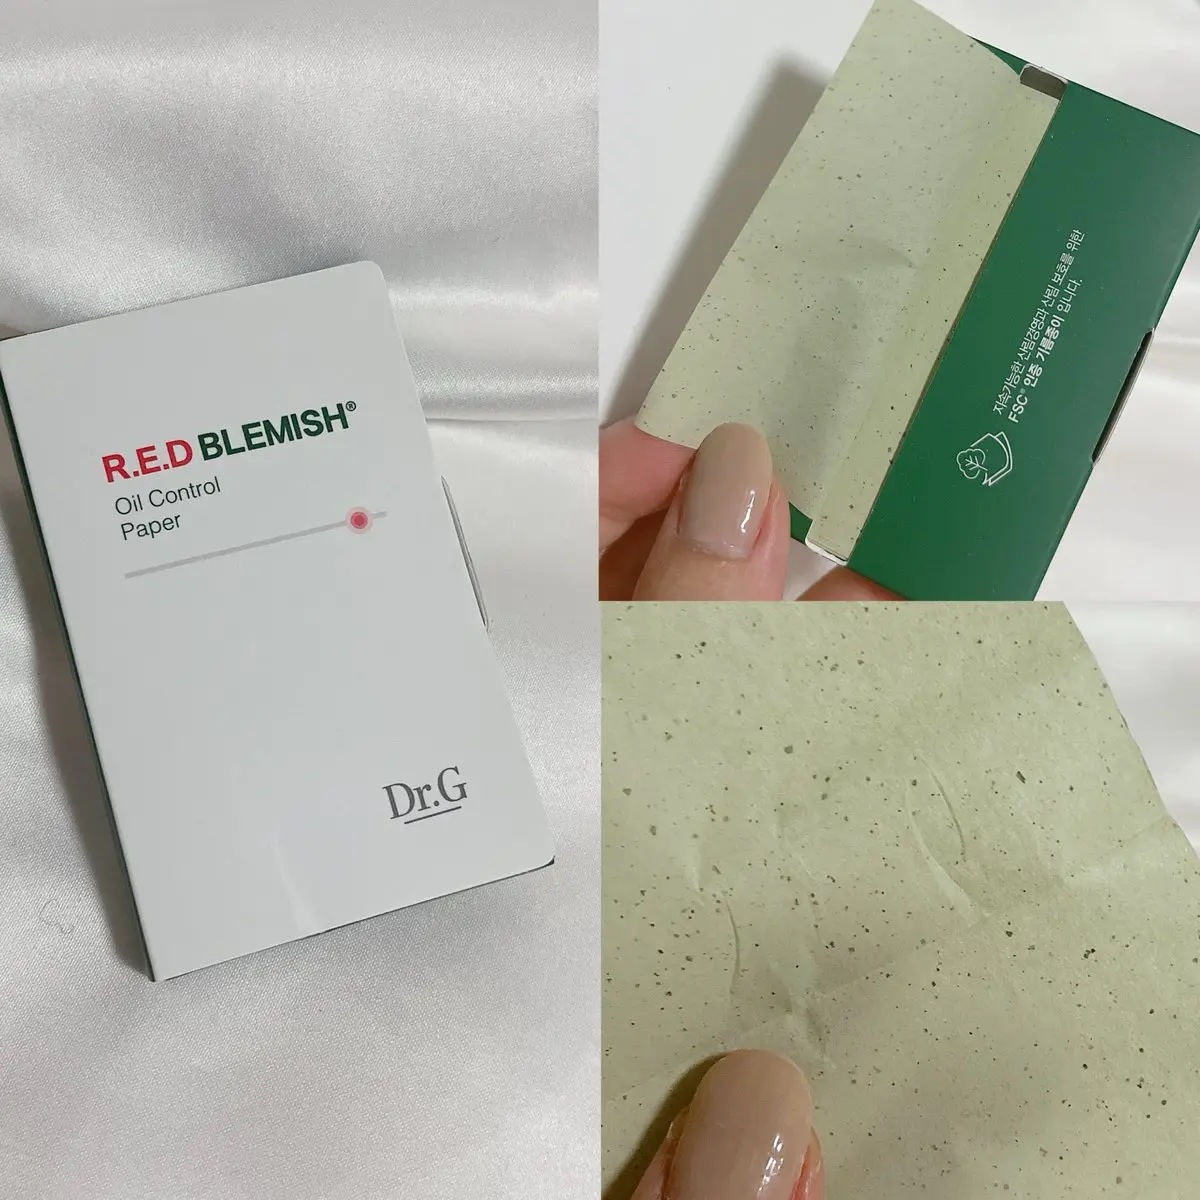 R.E.D BLEMISH®
Oil Control
Paper
Dr.G
지속가능한 산림경영과 산림 보호를 위한
FSC® 인증 기름종이 입니다.